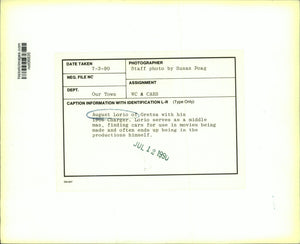 DATE TAKEN
7-3-90
PHOTOGRAPHER
Staff photo by Susan Poag
NEG. FILE NO
ASSIGNMENT
WC & CARS
DEPT.
Our Town
CAPTION INFORMATION WITH IDENTIFICATION L-R (Type Only)
August Lorio of Gretna with his
1966 Charger. Lorio serves as a middle
man, finding cars for use in movies being
made and often ends up being in the
productions himself.
JUL 12 1990